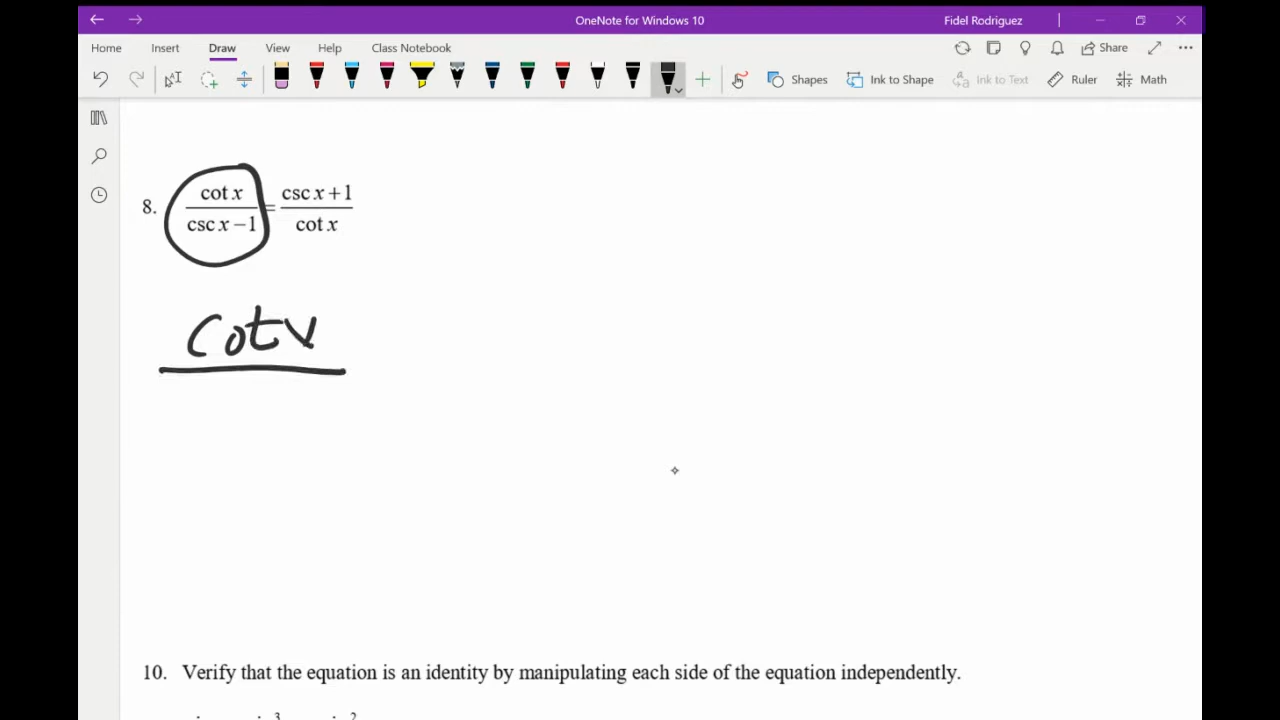 OneNote for Windows 10 Fidel Rodriguez
Home Insert Draw View Help Class Notebook Share
Shapes Ink to Shape Ink to Text Ruler Math
8. cot x / csc x − 1 = csc x + 1 / cot x
cotx
10. Verify that the equation is an identity by manipulating each side of the equation independently.